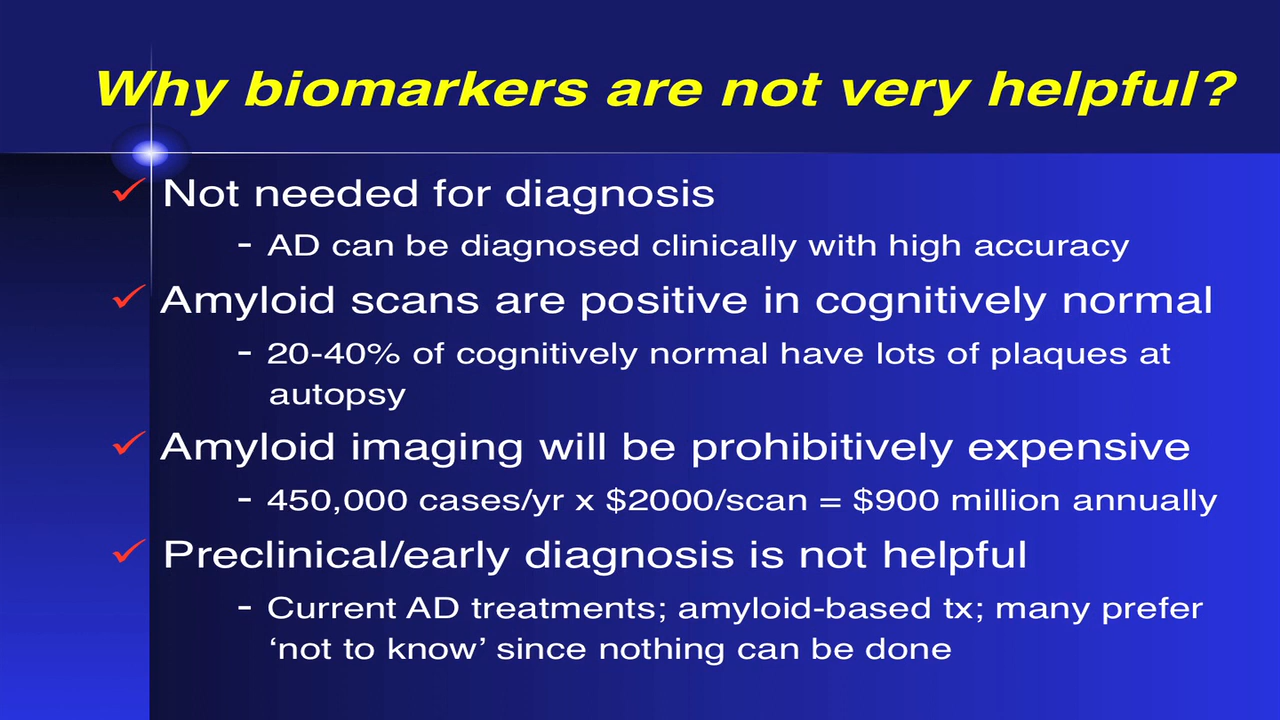 Why biomarkers are not very helpful?
✓ Not needed for diagnosis
- AD can be diagnosed clinically with high accuracy
✓ Amyloid scans are positive in cognitively normal
- 20-40% of cognitively normal have lots of plaques at
autopsy
✓ Amyloid imaging will be prohibitively expensive
- 450,000 cases/yr x $2000/scan = $900 million annually
✓ Preclinical/early diagnosis is not helpful
- Current AD treatments; amyloid-based tx; many prefer
‘not to know’ since nothing can be done